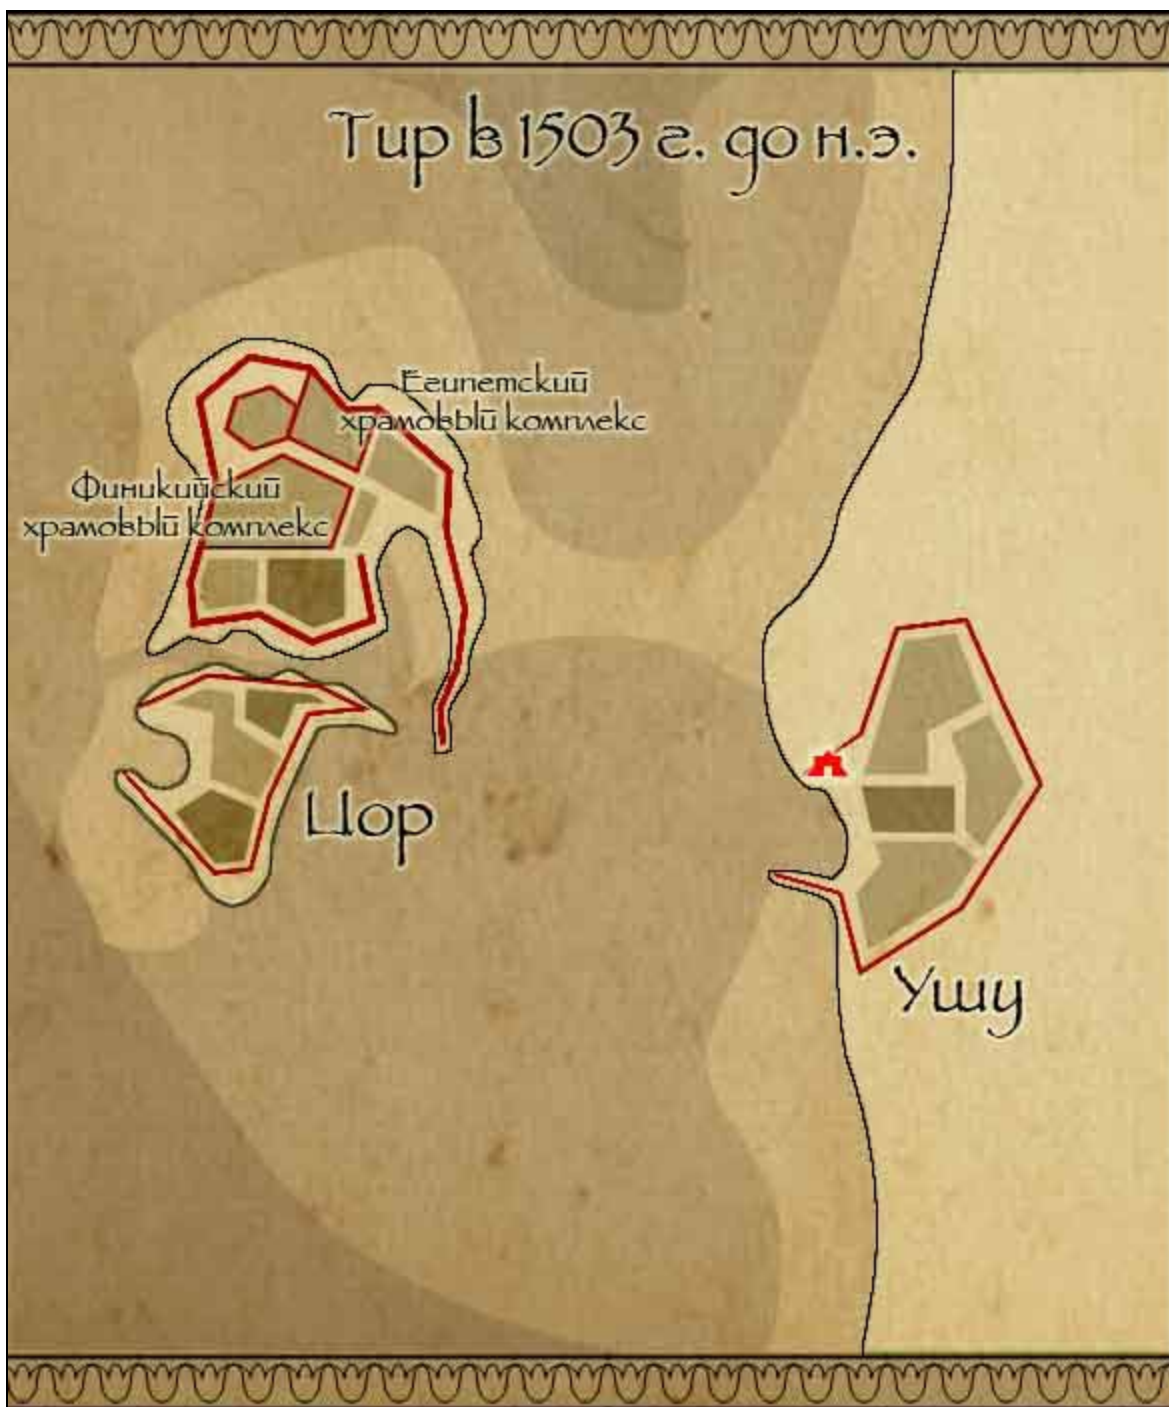 Тир в 1503 г. до н.э.
Египетский
храмовый комплекс
Финикийский
храмовый комплекс
Цор
Ушу